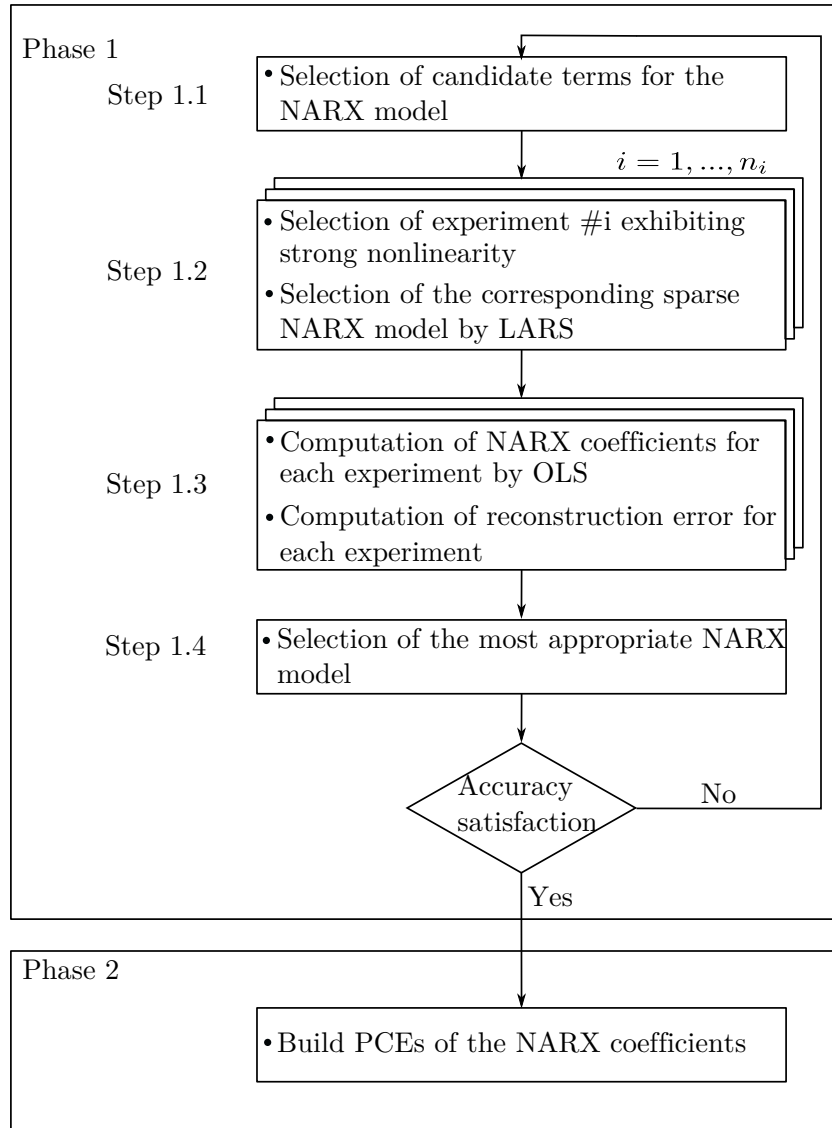 Phase 1
Step 1.1
• Selection of candidate terms for the
NARX model
i = 1, ..., n_i
Step 1.2
• Selection of experiment #i exhibiting
strong nonlinearity
• Selection of the corresponding sparse
NARX model by LARS
Step 1.3
• Computation of NARX coefficients for
each experiment by OLS
• Computation of reconstruction error for
each experiment
Step 1.4
• Selection of the most appropriate NARX
model
Accuracy
satisfaction
No
Yes
Phase 2
• Build PCEs of the NARX coefficients